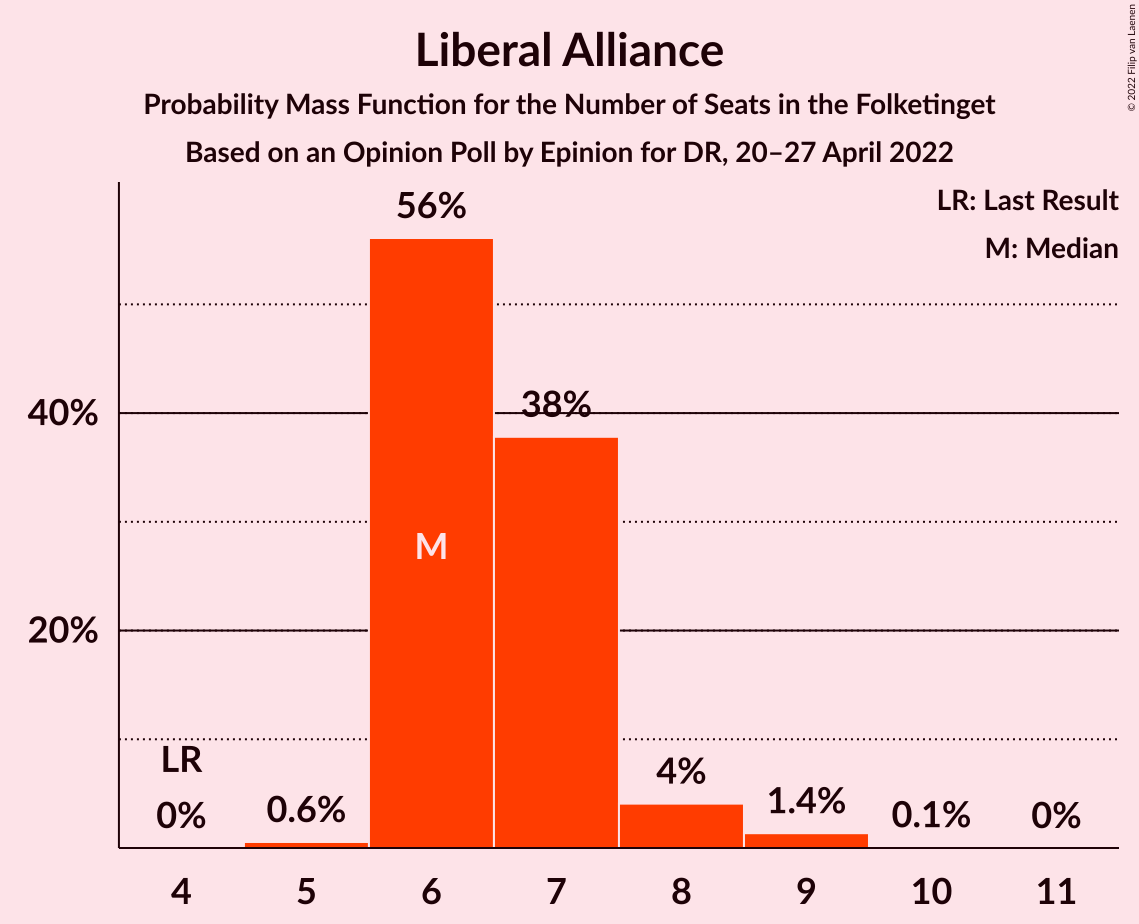 Liberal Alliance
Probability Mass Function for the Number of Seats in the Folketinget
Based on an Opinion Poll by Epinion for DR, 20–27 April 2022
© 2022 Filip van Laenen
LR: Last Result
M: Median
56%
38%
40%
M
20%
LR
0%
0.6%
4%
1.4%
0.1%
0%
4 5 6 7 8 9 10 11